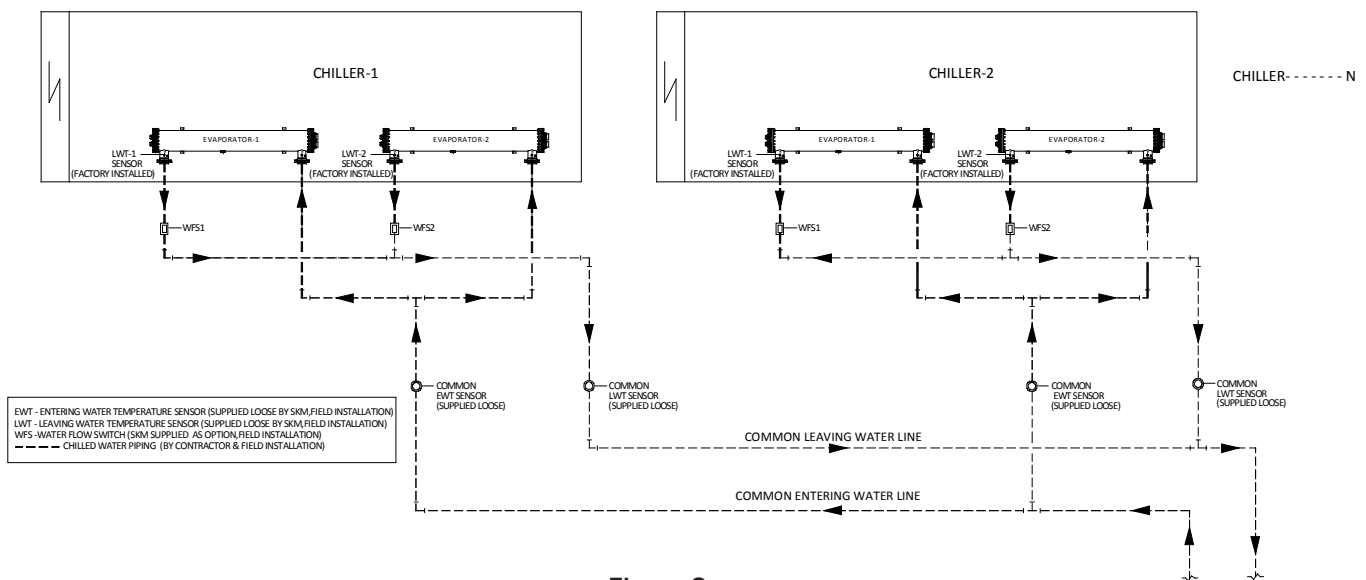 CHILLER-1
CHILLER-2
CHILLER- - - - - - - N
EVAPORATOR-1
EVAPORATOR-2
EVAPORATOR-1
EVAPORATOR-2
LWT-1
SENSOR
(FACTORY INSTALLED)
LWT-2
SENSOR
(FACTORY INSTALLED)
LWT-1
SENSOR
(FACTORY INSTALLED)
LWT-2
SENSOR
(FACTORY INSTALLED)
WFS1
WFS2
WFS1
WFS2
COMMON
EWT SENSOR
(SUPPLIED LOOSE)
COMMON
LWT SENSOR
(SUPPLIED LOOSE)
COMMON
EWT SENSOR
(SUPPLIED LOOSE)
COMMON
LWT SENSOR
(SUPPLIED LOOSE)
EWT - ENTERING WATER TEMPERATURE SENSOR (SUPPLIED LOOSE BY SKM,FIELD INSTALLATION)
LWT - LEAVING WATER TEMPERATURE SENSOR (SUPPLIED LOOSE BY SKM,FIELD INSTALLATION)
WFS -WATER FLOW SWITCH (SKM SUPPLIED AS OPTION,FIELD INSTALLATION)
CHILLED WATER PIPING (BY CONTRACTOR & FIELD INSTALLATION)
COMMON LEAVING WATER LINE
COMMON ENTERING WATER LINE